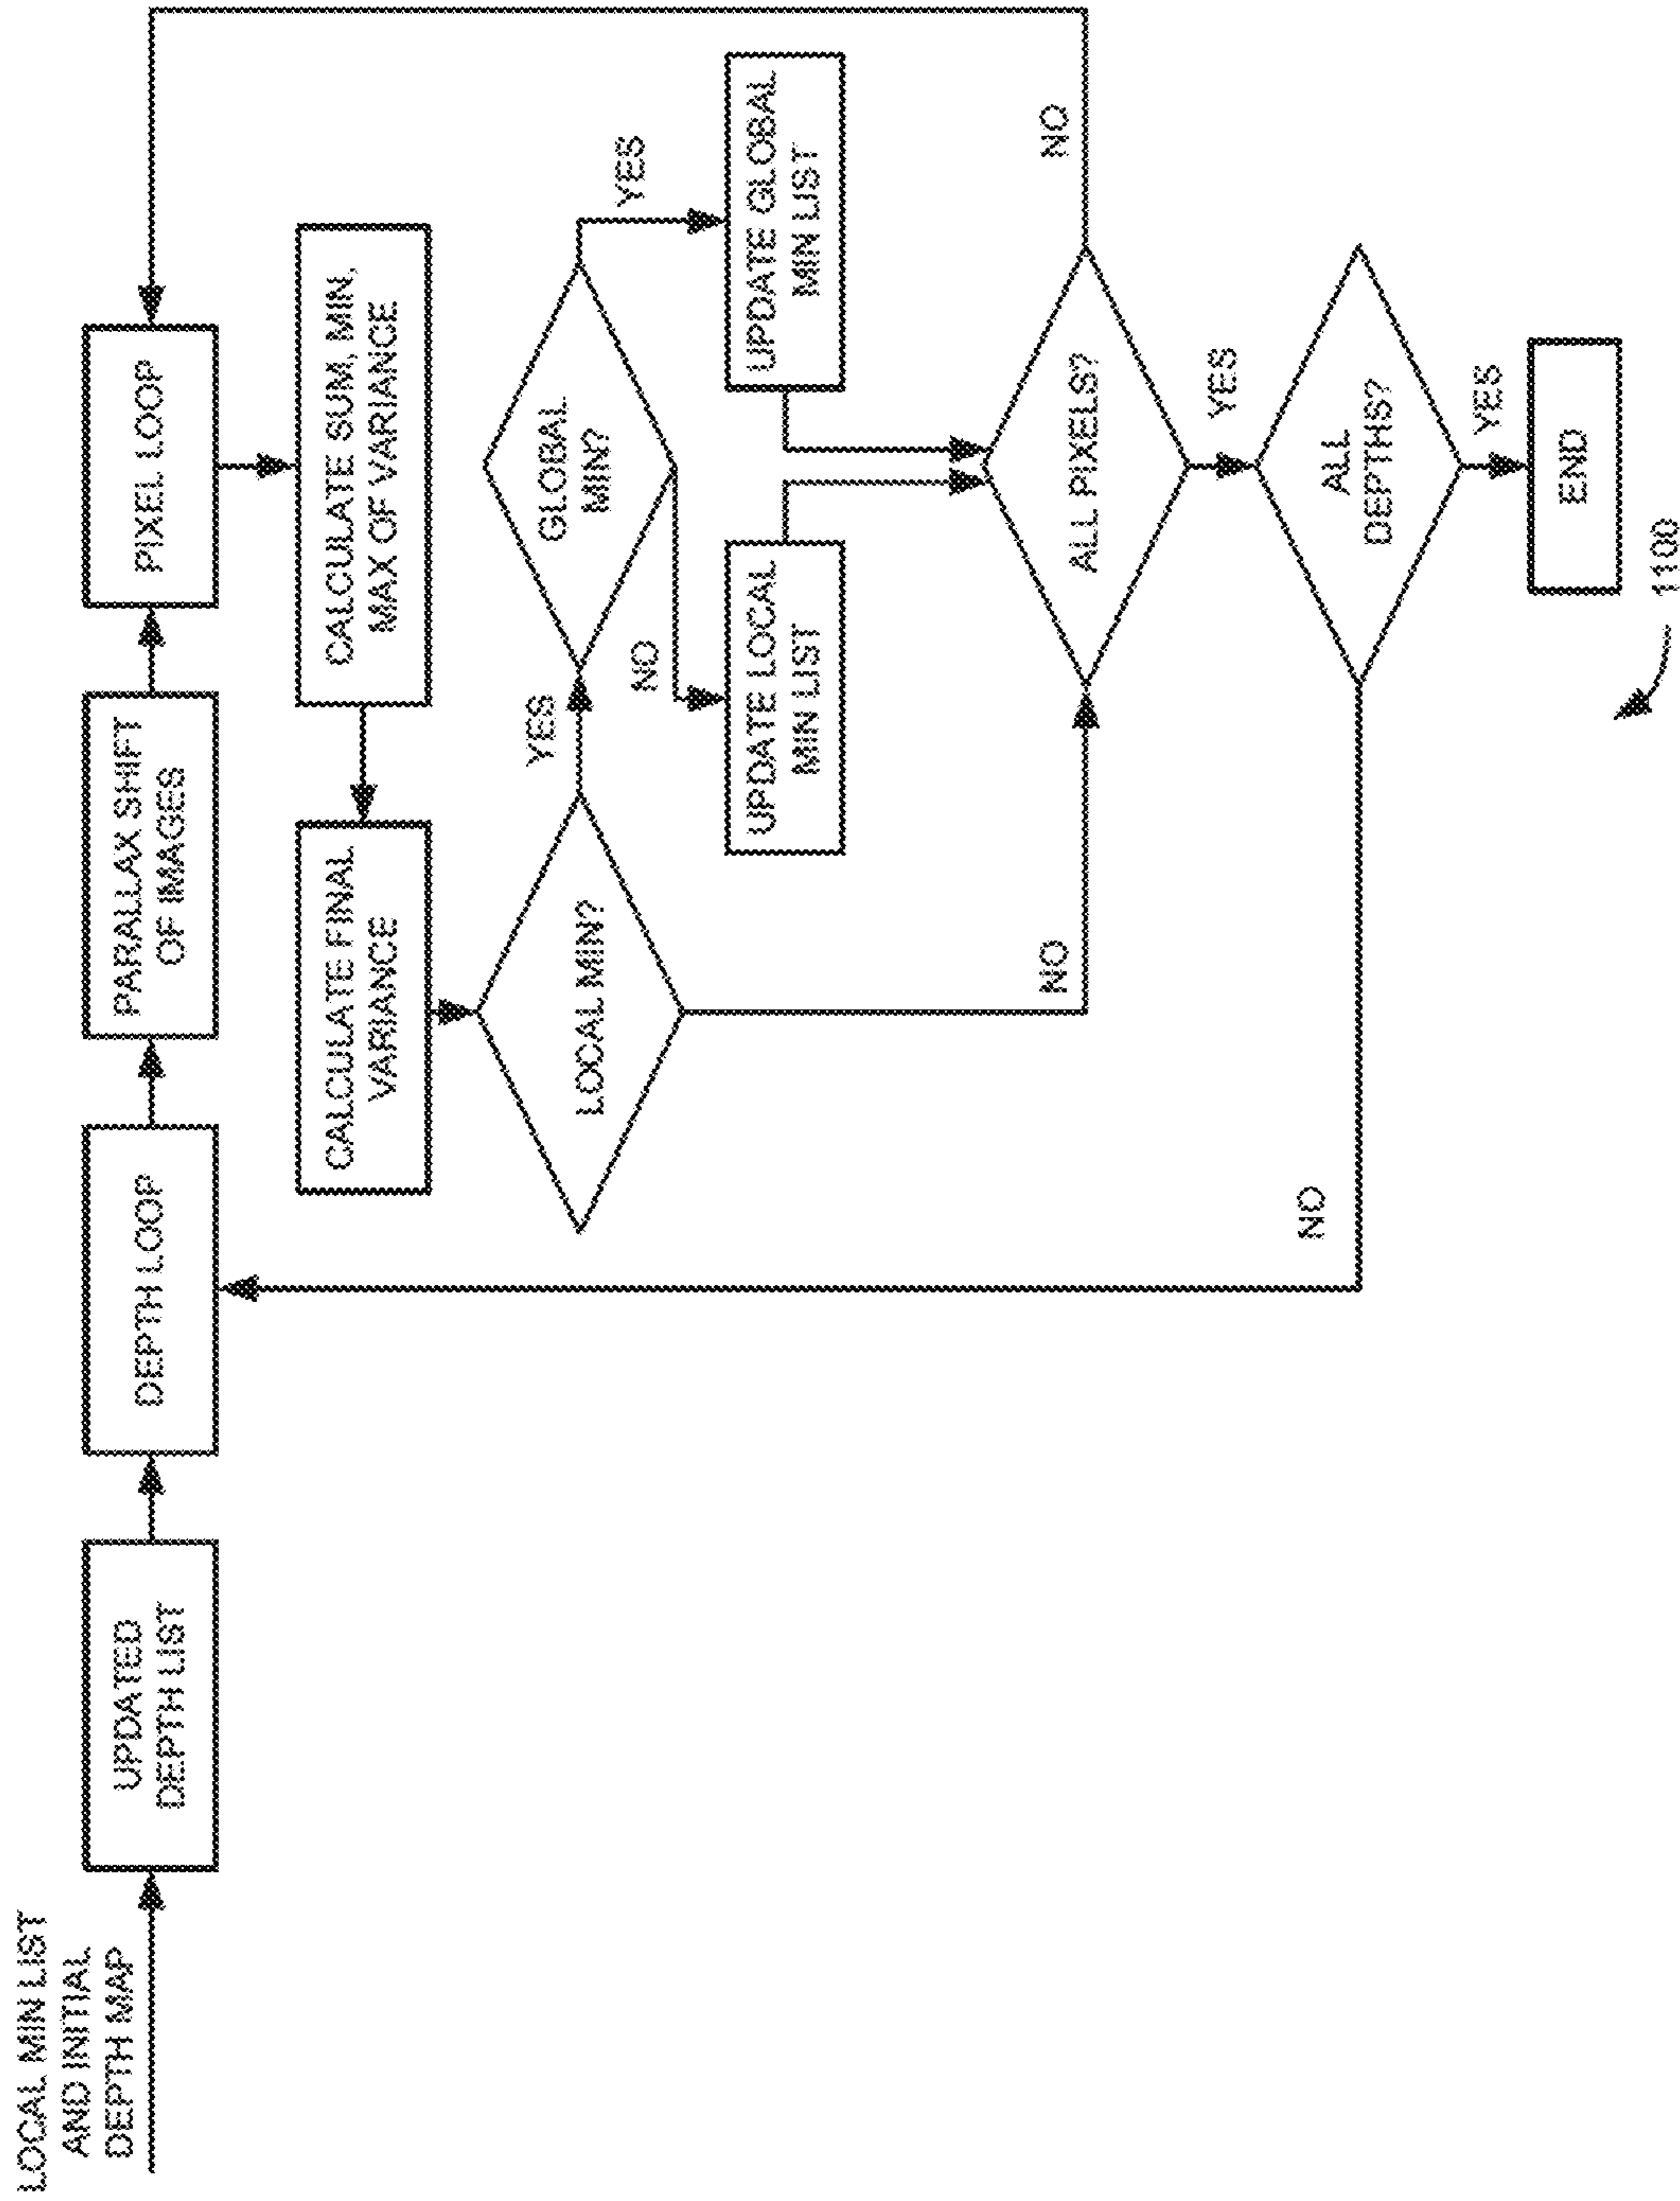 LOCAL MIN LIST
AND INITIAL
DEPTH MAP
UPDATED
DEPTH LIST
DEPTH LOOP
PARALLAX SHIFT
OF IMAGES
PIXEL LOOP
CALCULATE SUM, MIN,
MAX OF VARIANCE
CALCULATE FINAL
VARIANCE
LOCAL MIN?
YES
NO
GLOBAL
MIN?
YES
NO
UPDATE LOCAL
MIN LIST
UPDATE GLOBAL
MIN LIST
ALL PIXELS?
NO
YES
ALL
DEPTHS?
NO
YES
END
1100